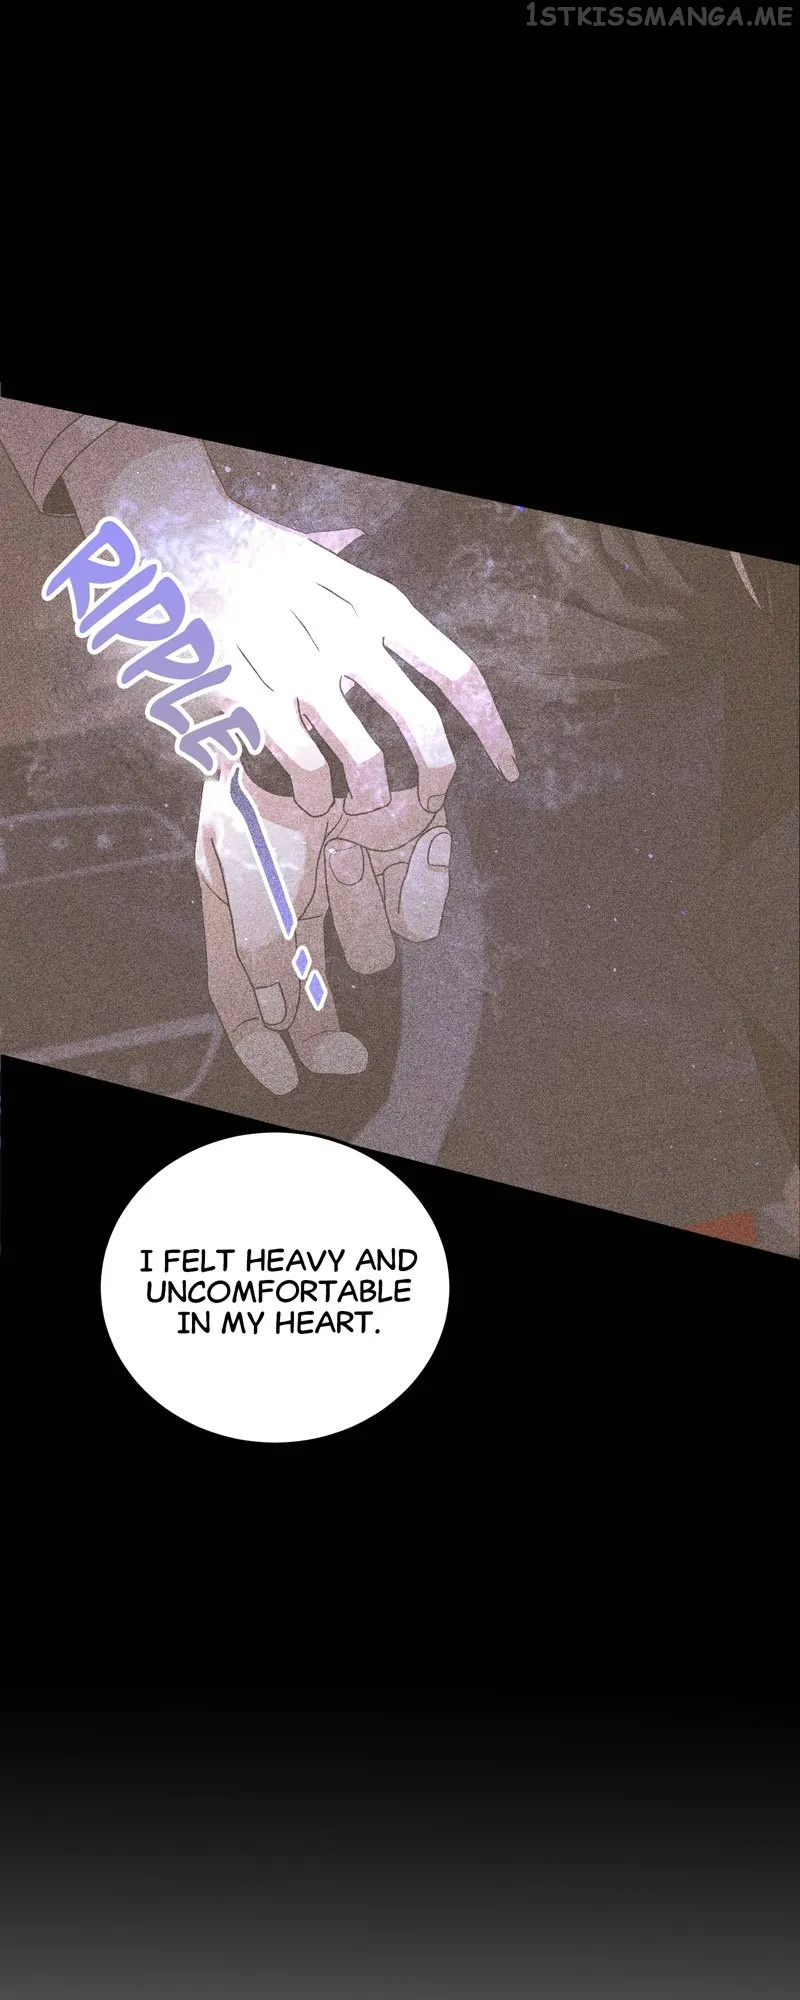 1STKISSMANGA.ME
RIPPLE
I FELT HEAVY AND
UNCOMFORTABLE
IN MY HEART.